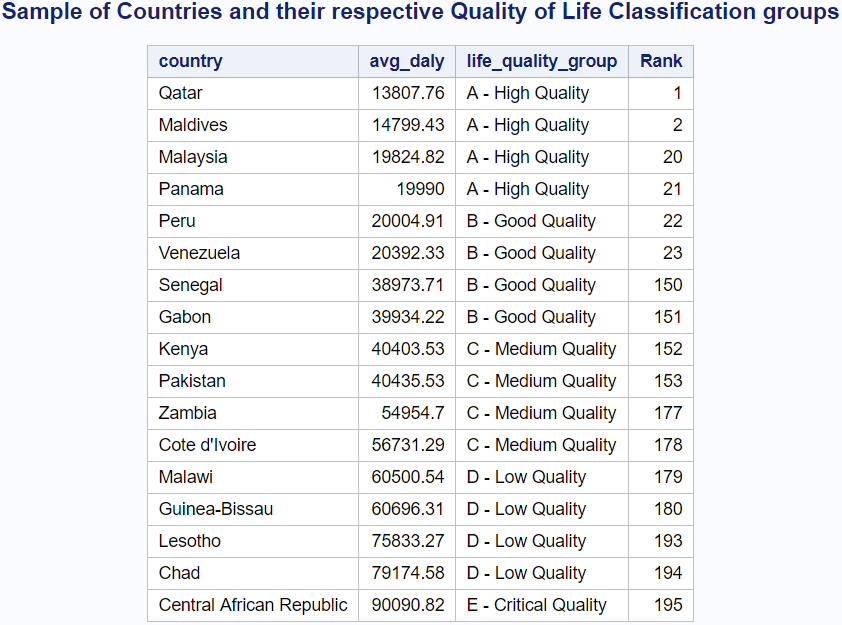 Sample of Countries and their respective Quality of Life Classification groups
country avg_daly life_quality_group Rank
Qatar 13807.76 A - High Quality 1
Maldives 14799.43 A - High Quality 2
Malaysia 19824.82 A - High Quality 20
Panama 19990 A - High Quality 21
Peru 20004.91 B - Good Quality 22
Venezuela 20392.33 B - Good Quality 23
Senegal 38973.71 B - Good Quality 150
Gabon 39934.22 B - Good Quality 151
Kenya 40403.53 C - Medium Quality 152
Pakistan 40435.53 C - Medium Quality 153
Zambia 54954.7 C - Medium Quality 177
Cote d'Ivoire 56731.29 C - Medium Quality 178
Malawi 60500.54 D - Low Quality 179
Guinea-Bissau 60696.31 D - Low Quality 180
Lesotho 75833.27 D - Low Quality 193
Chad 79174.58 D - Low Quality 194
Central African Republic 90090.82 E - Critical Quality 195